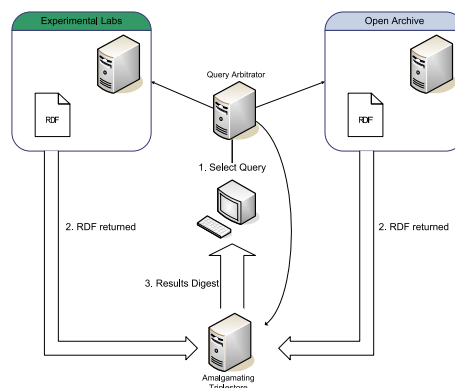 Experimental Labs
Open Archive
Query Arbitrator
RDF
RDF
1. Select Query
2. RDF returned
2. RDF returned
3. Results Digest
Amalgamating
Triplestore